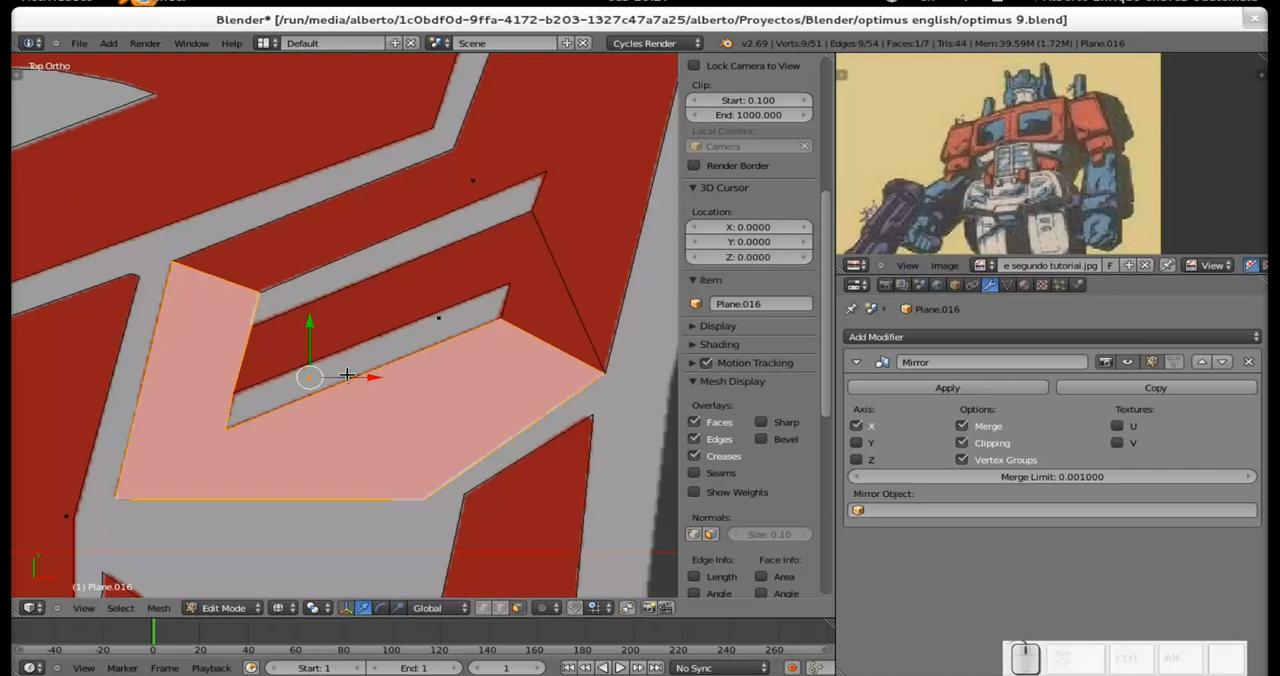 Blender* [/run/media/alberto/1c0bdf0d-9ffa-4172-b203-1327c47a7a25/alberto/Proyectos/Blender/optimus english/optimus 9.blend]
File Add Render Window Help Default Scene Cycles Render v2.69 | Verts:9/51 | Edges:9/54 | Faces:1/7 | Tris:44 | Mem:39.59M (1.72M) | Plane.016
Top Ortho
Lock Camera to View
Clip:
Start: 0.100
End: 1000.000
Local Camera:
Camera
Render Border
3D Cursor
Location:
X: 0.0000
Y: 0.0000
Z: 0.0000
Item
Plane.016
Display
Shading
Motion Tracking
Mesh Display
Overlays:
Faces Sharp
Edges Bevel
Creases
Seams
Show Weights
Normals:
Size: 0.10
Edge Info: Face Info:
Length Area
Angle Angle
View Image e segundo tutorial.jpg F View
Plane.016
Add Modifier
Mirror
Apply Copy
Axis: Options: Textures:
X Merge U
Y Clipping V
Z Vertex Groups
Merge Limit: 0.001000
Mirror Object:
y
(1) Plane.016
View Select Mesh Edit Mode Global
-40 -20 0 20 40 60 80 100 120 140 160 180 200 220 240 260
View Marker Frame Playback Start: 1 End: 1 1 No Sync
Ctrl Alt